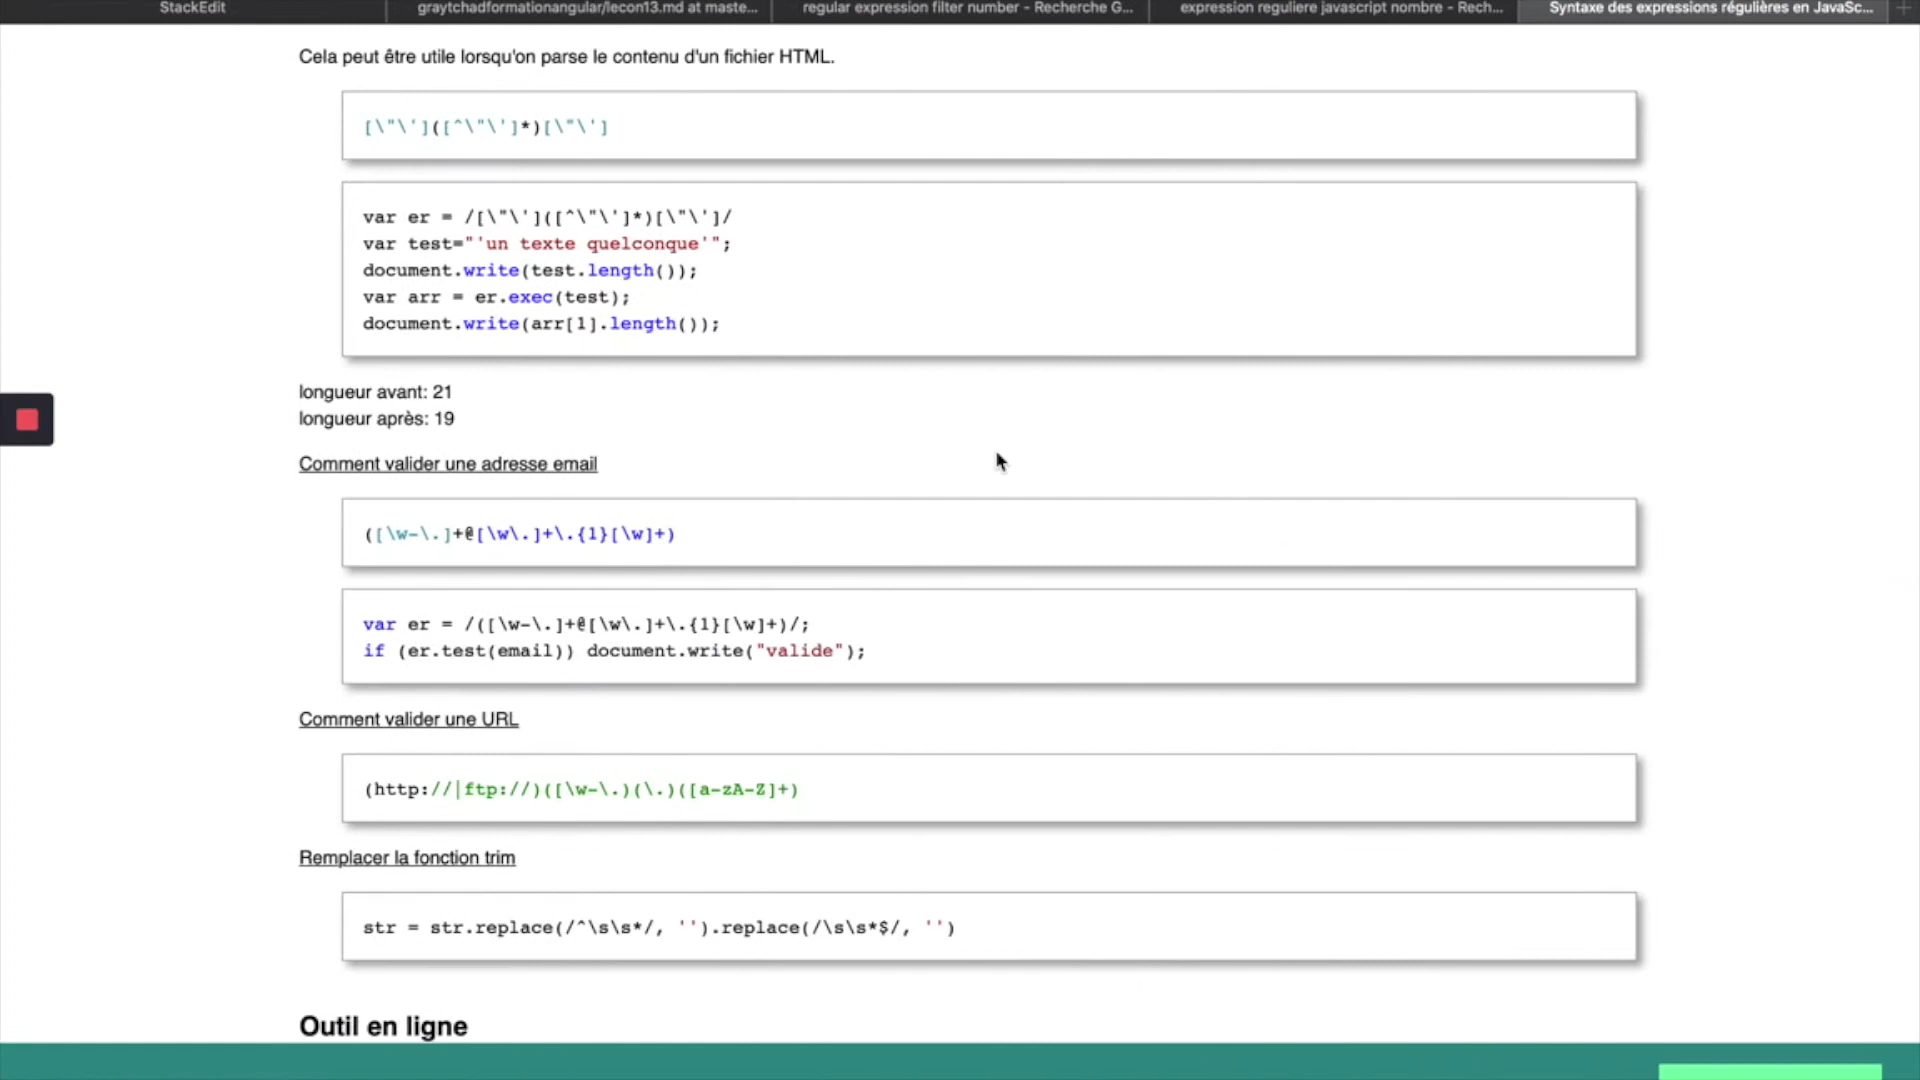 StackEdit
graytchadformationangular/lecon13.md at maste...
regular expression filter number - Recherche G...
expression reguliere javascript nombre - Rech...
Syntaxe des expressions régulières en JavaSc...
Cela peut être utile lorsqu'on parse le contenu d'un fichier HTML.
[\"\']([^\"\']*)[\"\']
var er = /[\"\']([^\"\']*)[\"\']/
var test="'un texte quelconque'";
document.write(test.length());
var arr = er.exec(test);
document.write(arr[1].length());
longueur avant: 21
longueur après: 19
Comment valider une adresse email
([\w-\.]+@[\w\.]+\.{1}[\w]+)
var er = /([\w-\.]+@[\w\.]+\.{1}[\w]+)/;
if (er.test(email)) document.write("valide");
Comment valider une URL
(http://|ftp://)([\w-\.)(\.)([a-zA-Z]+)
Remplacer la fonction trim
str = str.replace(/^\s\s*/, '').replace(/\s\s*$/, '')
Outil en ligne